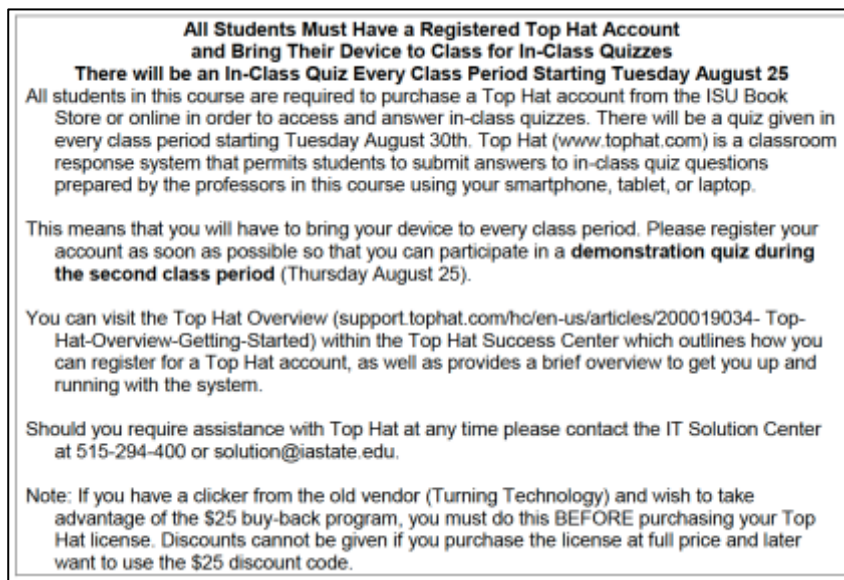 All Students Must Have a Registered Top Hat Account
and Bring Their Device to Class for In-Class Quizzes
There will be an In-Class Quiz Every Class Period Starting Tuesday August 25
All students in this course are required to purchase a Top Hat account from the ISU Book
Store or online in order to access and answer in-class quizzes. There will be a quiz given in
every class period starting Tuesday August 30th. Top Hat (www.tophat.com) is a classroom
response system that permits students to submit answers to in-class quiz questions
prepared by the professors in this course using your smartphone, tablet, or laptop.
This means that you will have to bring your device to every class period. Please register your
account as soon as possible so that you can participate in a demonstration quiz during
the second class period (Thursday August 25).
You can visit the Top Hat Overview (support.tophat.com/hc/en-us/articles/200019034- Top-
Hat-Overview-Getting-Started) within the Top Hat Success Center which outlines how you
can register for a Top Hat account, as well as provides a brief overview to get you up and
running with the system.
Should you require assistance with Top Hat at any time please contact the IT Solution Center
at 515-294-400 or solution@iastate.edu.
Note: If you have a clicker from the old vendor (Turning Technology) and wish to take
advantage of the $25 buy-back program, you must do this BEFORE purchasing your Top
Hat license. Discounts cannot be given if you purchase the license at full price and later
want to use the $25 discount code.